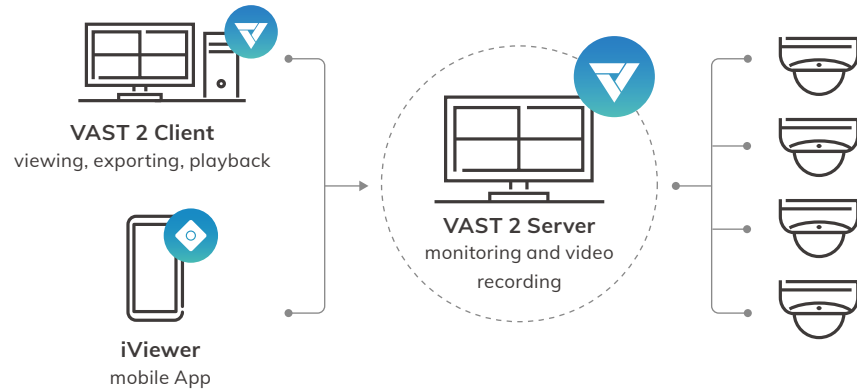 VAST 2 Client
viewing, exporting, playback
iViewer
mobile App
VAST 2 Server
monitoring and video
recording